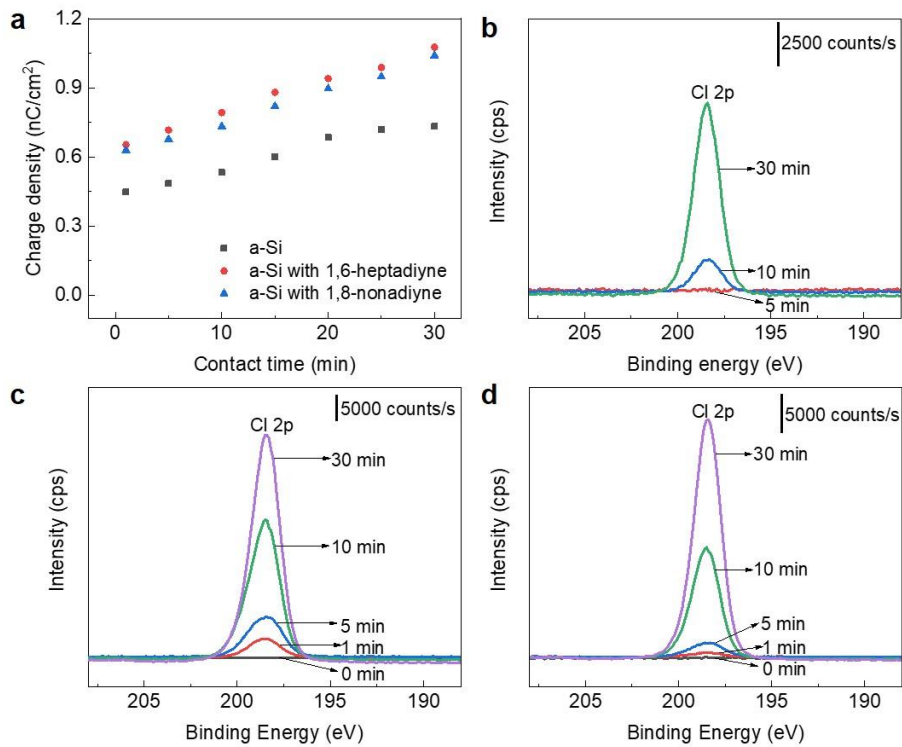 a
Charge density (nC/cm²)
1.2
0.9
0.6
0.3
0.0
a-Si
a-Si with 1,6-heptadiyne
a-Si with 1,8-nonadiyne
0
10
20
30
Contact time (min)
b
Intensity (cps)
2500 counts/s
Cl 2p
30 min
10 min
5 min
205
200
195
190
Binding energy (eV)
c
Intensity (cps)
5000 counts/s
Cl 2p
30 min
10 min
5 min
1 min
0 min
205
200
195
190
Binding Energy (eV)
d
Intensity (cps)
5000 counts/s
Cl 2p
30 min
10 min
5 min
1 min
0 min
205
200
195
190
Binding Energy (eV)